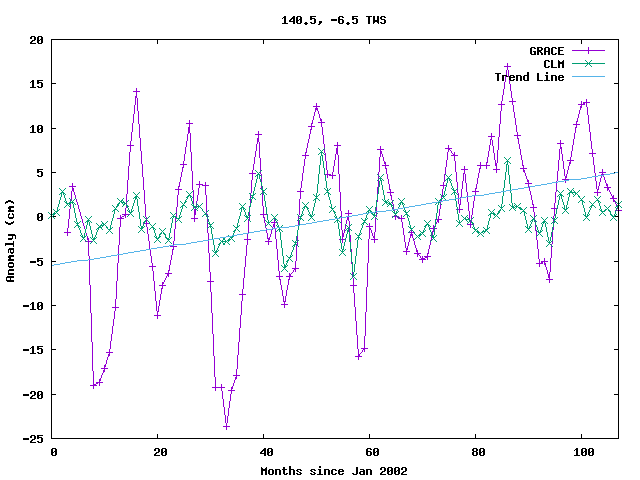 140.5, -6.5 TWS
GRACE
CLM
Trend Line
20
15
10
5
0
-5
-10
-15
-20
-25
Anomaly (cm)
0 20 40 60 80 100
Months since Jan 2002